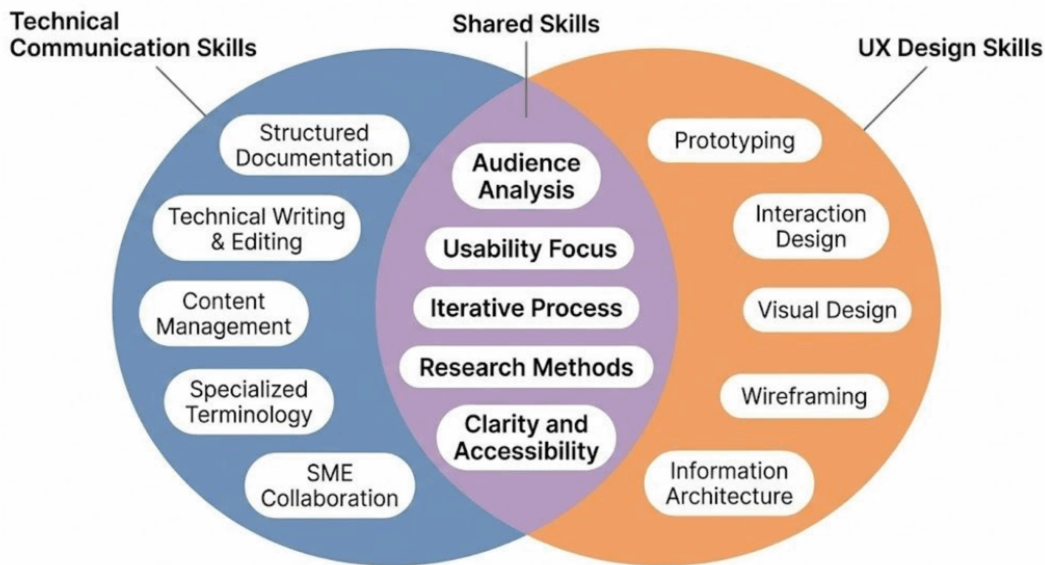 Technical
Communication Skills
Shared Skills
UX Design Skills
Structured
Documentation
Technical Writing
& Editing
Content
Management
Specialized
Terminology
SME
Collaboration
Audience
Analysis
Usability Focus
Iterative Process
Research Methods
Clarity and
Accessibility
Prototyping
Interaction
Design
Visual Design
Wireframing
Information
Architecture